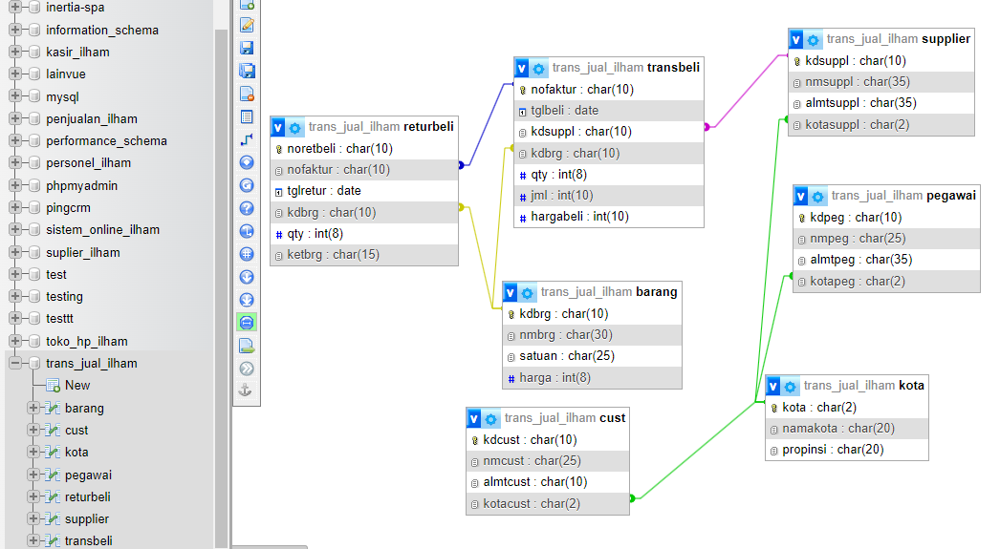 inertia-spa
information_schema
kasir_ilham
lainvue
mysql
penjualan_ilham
performance_schema
personel_ilham
phpmyadmin
pingcrm
sistem_online_ilham
suplier_ilham
test
testing
testtt
toko_hp_ilham
trans_jual_ilham
New
barang
cust
kota
pegawai
returbeli
supplier
transbeli
V trans_jual_ilham returbeli
noretbeli : char(10)
nofaktur : char(10)
tglretur : date
kdbrg : char(10)
# qty : int(8)
ketbrg : char(15)
V trans_jual_ilham transbeli
nofaktur : char(10)
tglbeli : date
kdsuppl : char(10)
kdbrg : char(10)
# qty : int(8)
# jml : int(10)
# hargabeli : int(10)
V trans_jual_ilham supplier
kdsuppl : char(10)
nmsuppl : char(35)
almtsuppl : char(35)
kotasuppl : char(2)
V trans_jual_ilham pegawai
kdpeg : char(10)
nmpeg : char(25)
almtpeg : char(35)
kotapeg : char(2)
V trans_jual_ilham barang
kdbrg : char(10)
nmbrg : char(30)
satuan : char(25)
# harga : int(8)
V trans_jual_ilham kota
kota : char(2)
namakota : char(20)
propinsi : char(20)
V trans_jual_ilham cust
kdcust : char(10)
nmcust : char(25)
almtcust : char(10)
kotacust : char(2)